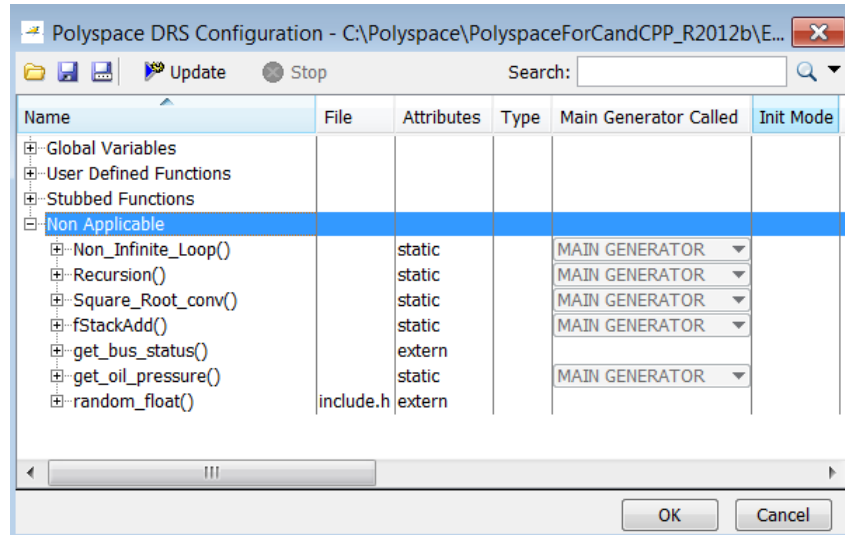 Polyspace DRS Configuration - C:\Polyspace\PolyspaceForCandCPP_R2012b\E...
Update Stop Search:
Name File Attributes Type Main Generator Called Init Mode
Global Variables
User Defined Functions
Stubbed Functions
Non Applicable
Non_Infinite_Loop() static MAIN GENERATOR
Recursion() static MAIN GENERATOR
Square_Root_conv() static MAIN GENERATOR
fStackAdd() static MAIN GENERATOR
get_bus_status() extern
get_oil_pressure() static MAIN GENERATOR
random_float() include.h extern
OK Cancel